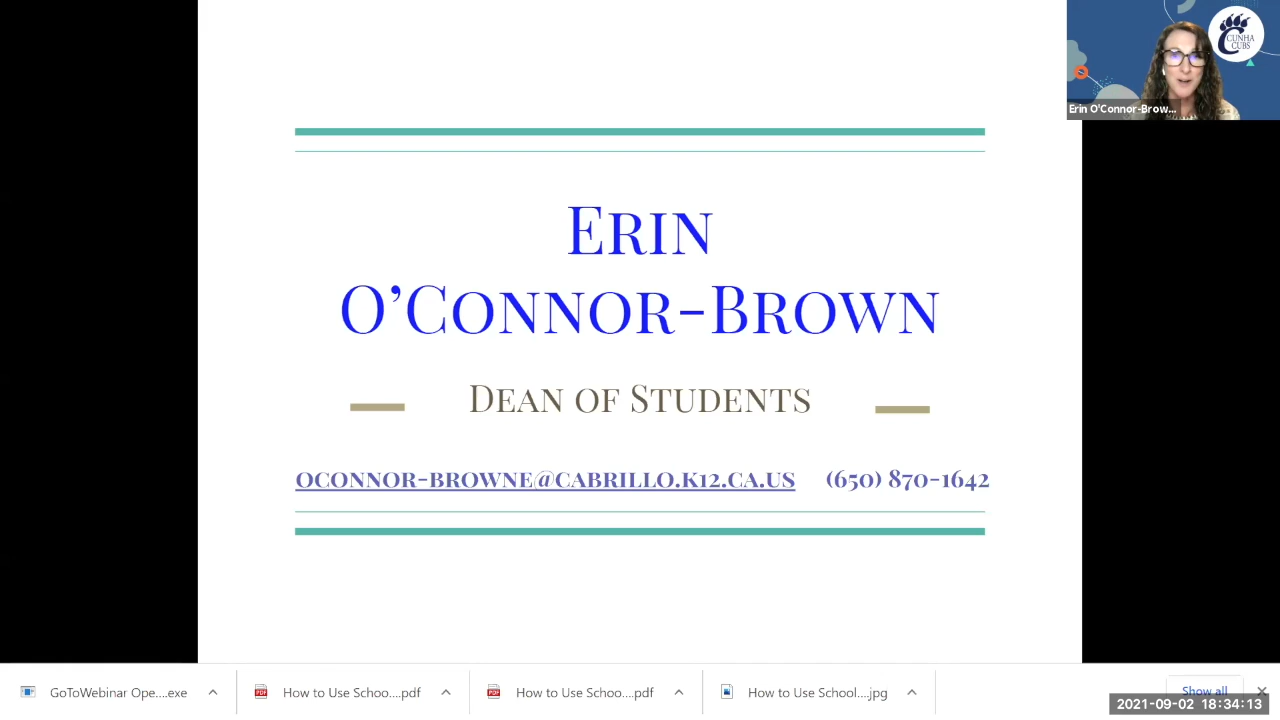 CUNHA
CUBS
Erin O'Connor-Brow...
Erin
O’Connor-Brown
Dean of Students
oconnor-browne@cabrillo.k12.ca.us (650) 870-1642
GoToWebinar Ope....exe
How to Use Schoo....pdf
How to Use Schoo....pdf
How to Use School....jpg
Show all
2021-09-02 18:34:13